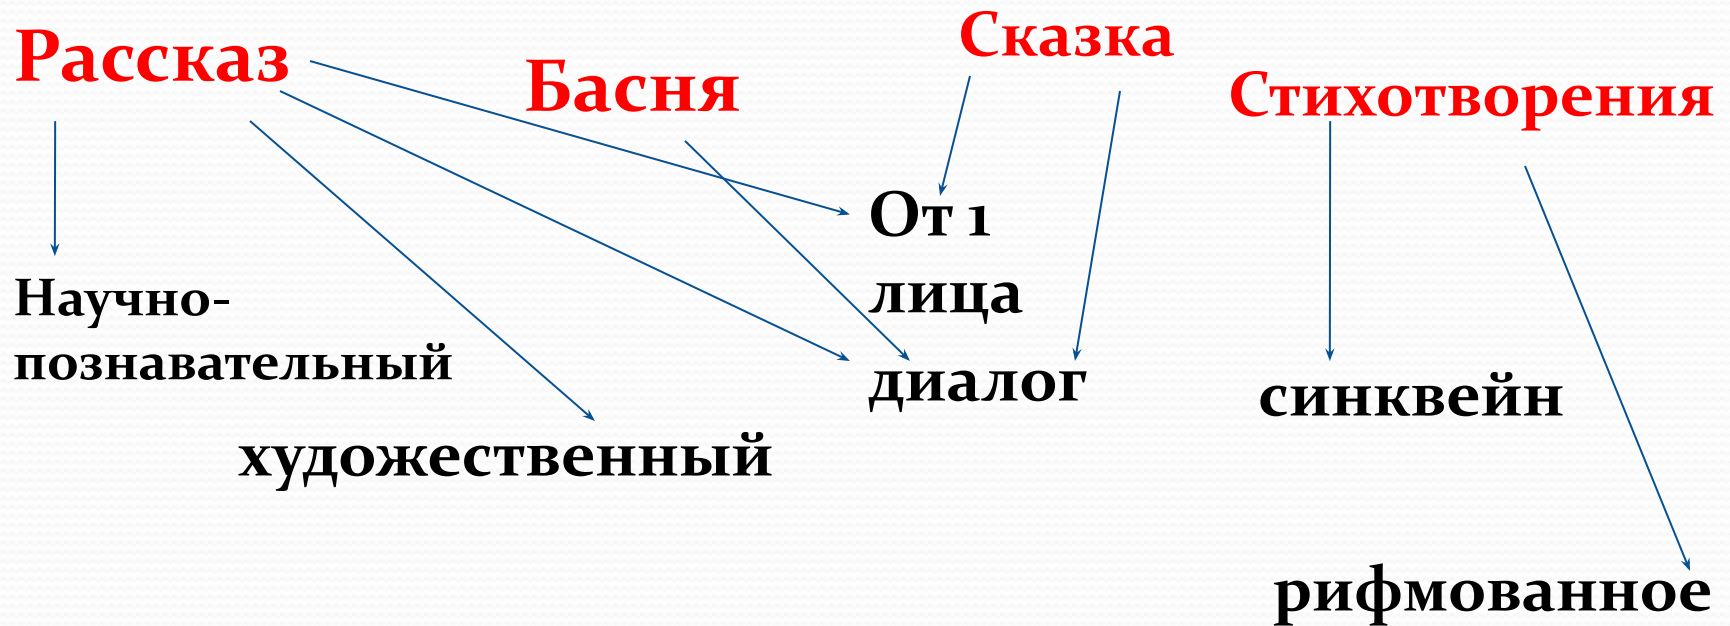 Рассказ
Басня
Сказка
Стихотворения
Научно-
познавательный
художественный
От 1
лица
диалог
синквейн
рифмованное